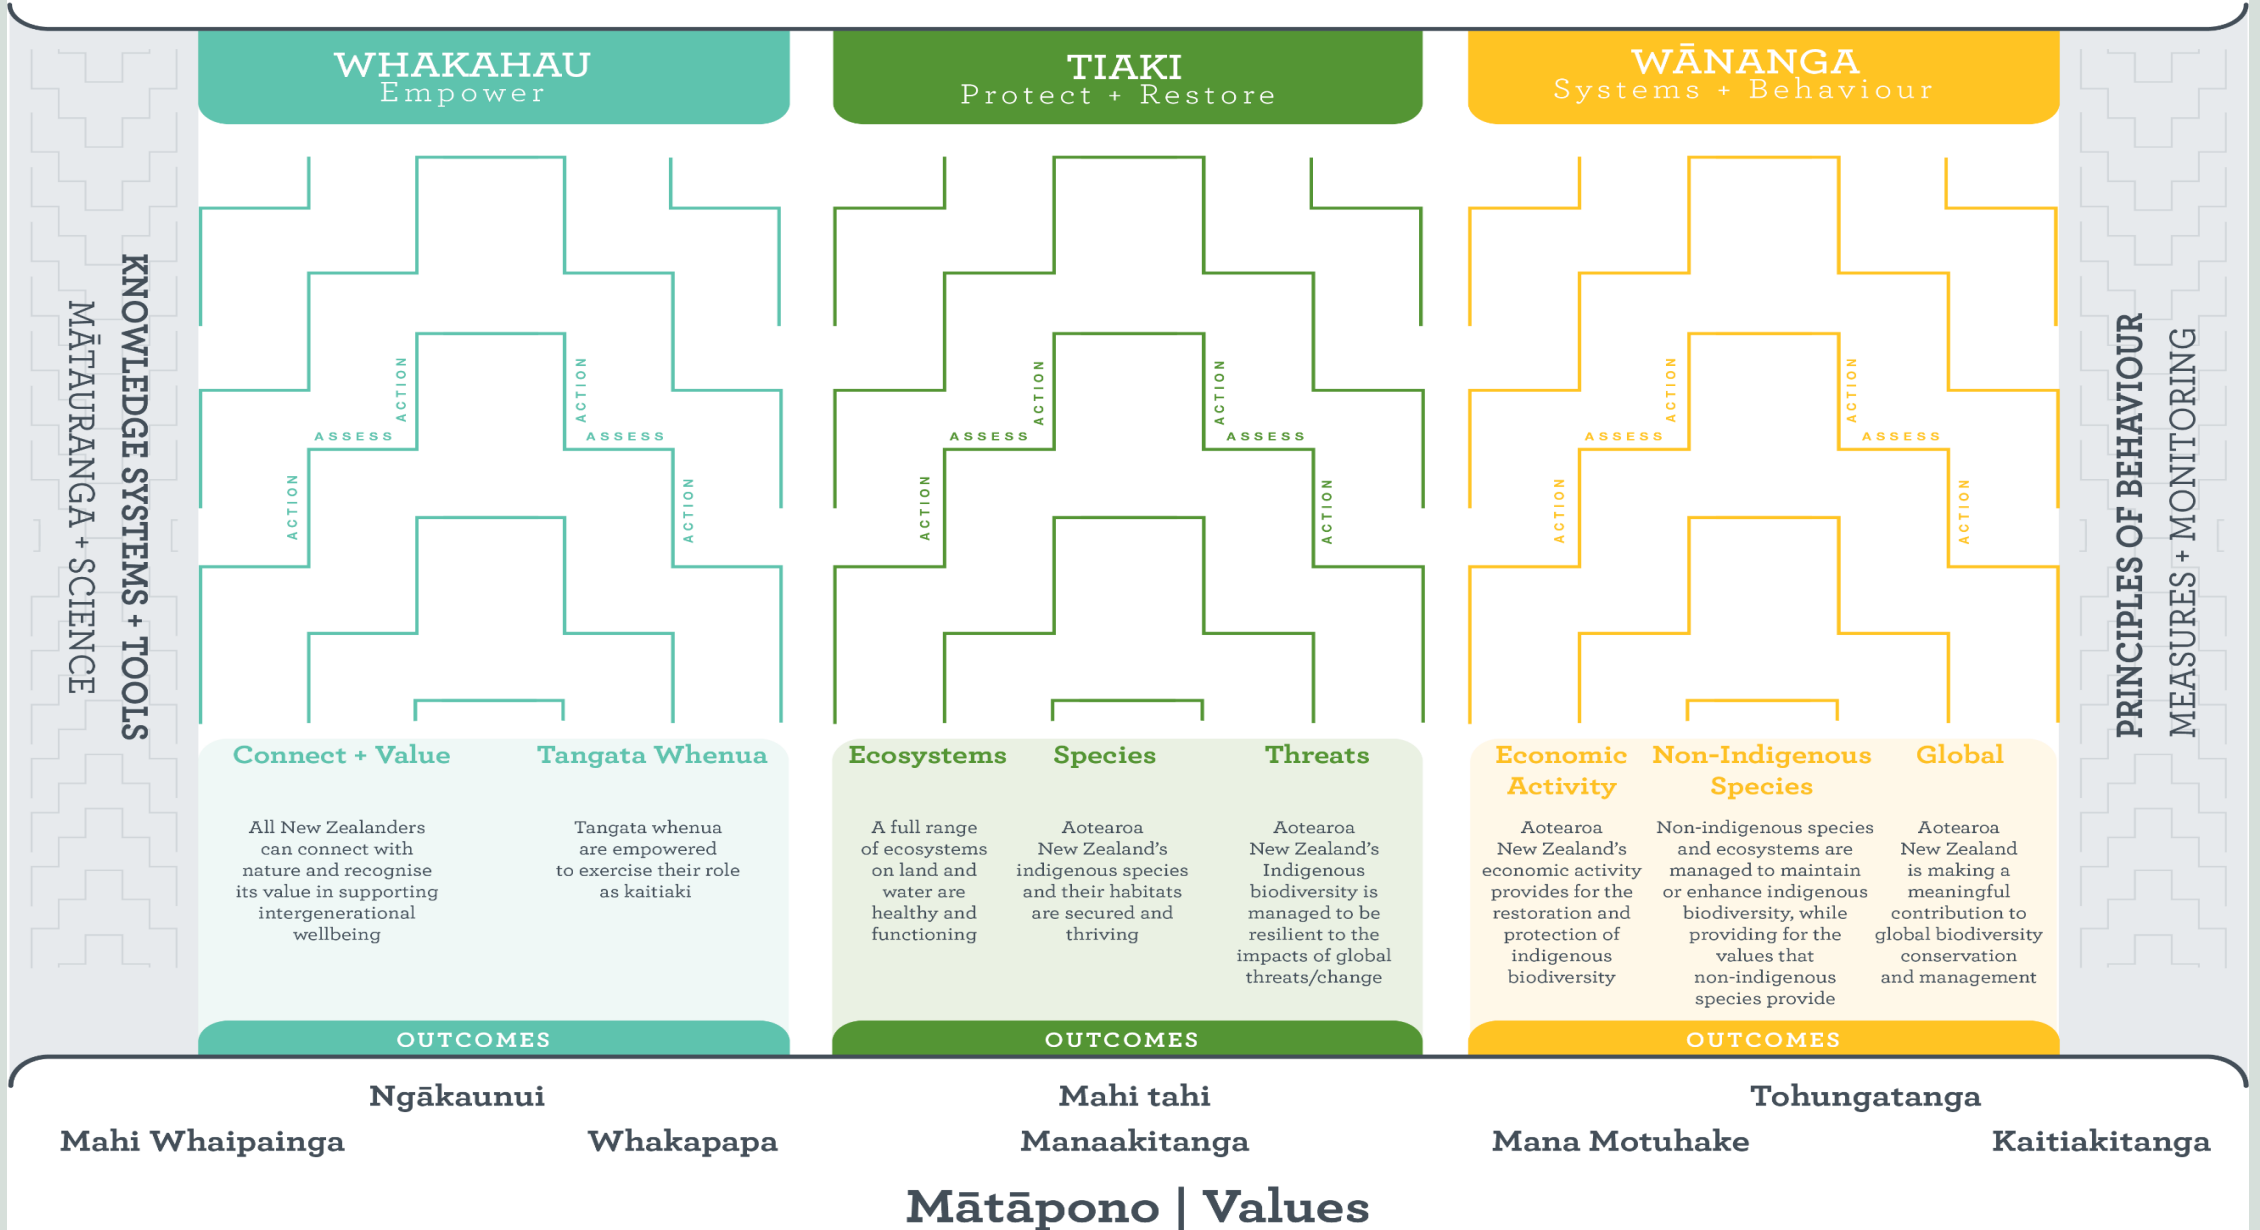 WHAKAHAU
Empower
TIAKI
Protect + Restore
WĀNANGA
Systems + Behaviour
KNOWLEDGE SYSTEMS + TOOLS
MĀTAURANGA + SCIENCE
ACTION
ACTION
ASSESS
ASSESS
ACTION
ACTION
ACTION
ACTION
ASSESS
ASSESS
ACTION
ACTION
ACTION
ACTION
ASSESS
ASSESS
ACTION
ACTION
PRINCIPLES OF BEHAVIOUR
MEASURES + MONITORING
Connect + Value
All New Zealanders
can connect with
nature and recognise
its value in supporting
intergenerational
wellbeing
Tangata Whenua
Tangata whenua
are empowered
to exercise their role
as kaitiaki
OUTCOMES
Ecosystems
A full range
of ecosystems
on land and
water are
healthy and
functioning
Species
Aotearoa
New Zealand's
indigenous species
and their habitats
are secured and
thriving
Threats
Aotearoa
New Zealand's
Indigenous
biodiversity is
managed to be
resilient to the
impacts of global
threats/change
OUTCOMES
Economic
Activity
Aotearoa
New Zealand's
economic activity
provides for the
restoration and
protection of
indigenous
biodiversity
Non-Indigenous
Species
Non-indigenous species
and ecosystems are
managed to maintain
or enhance indigenous
biodiversity, while
providing for the
values that
non-indigenous
species provide
Global
Aotearoa
New Zealand
is making a
meaningful
contribution to
global biodiversity
conservation
and management
OUTCOMES
Ngākaunui
Mahi tahi
Tohungatanga
Mahi Whaipainga
Whakapapa
Manaakitanga
Mana Motuhake
Kaitiakitanga
Mātāpono | Values